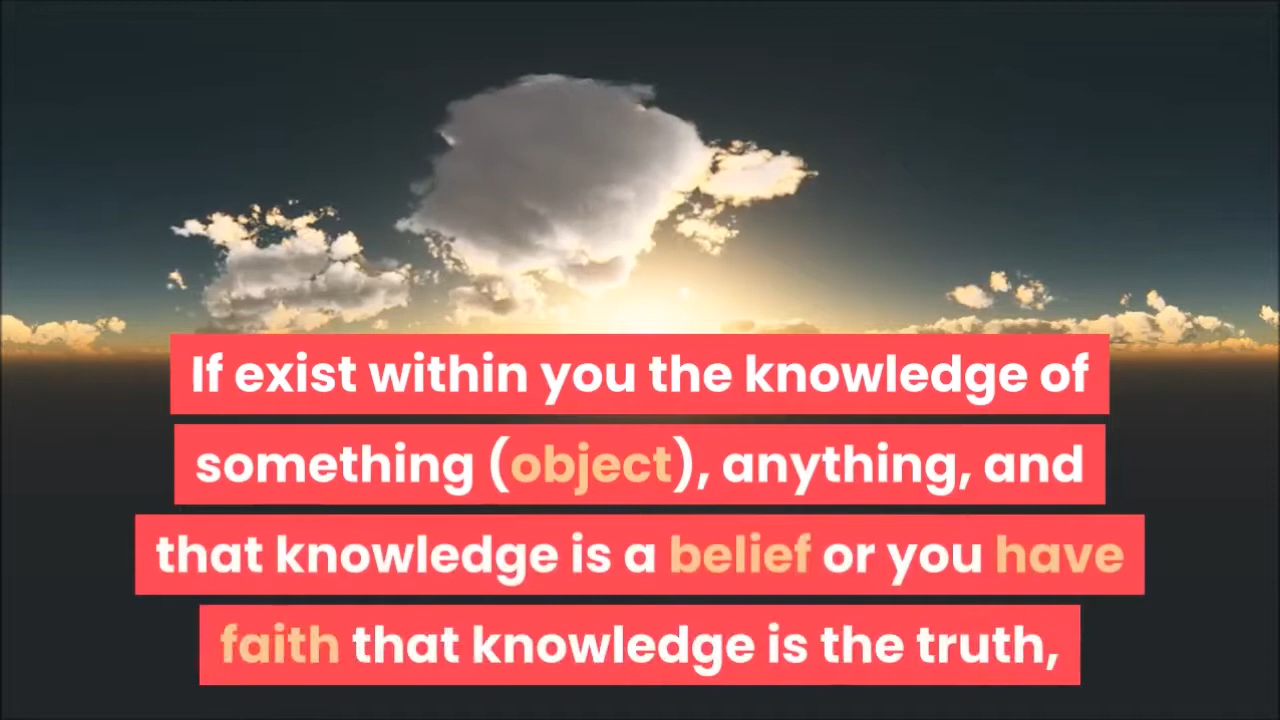 If exist within you the knowledge of
something (object), anything, and
that knowledge is a belief or you have
faith that knowledge is the truth,